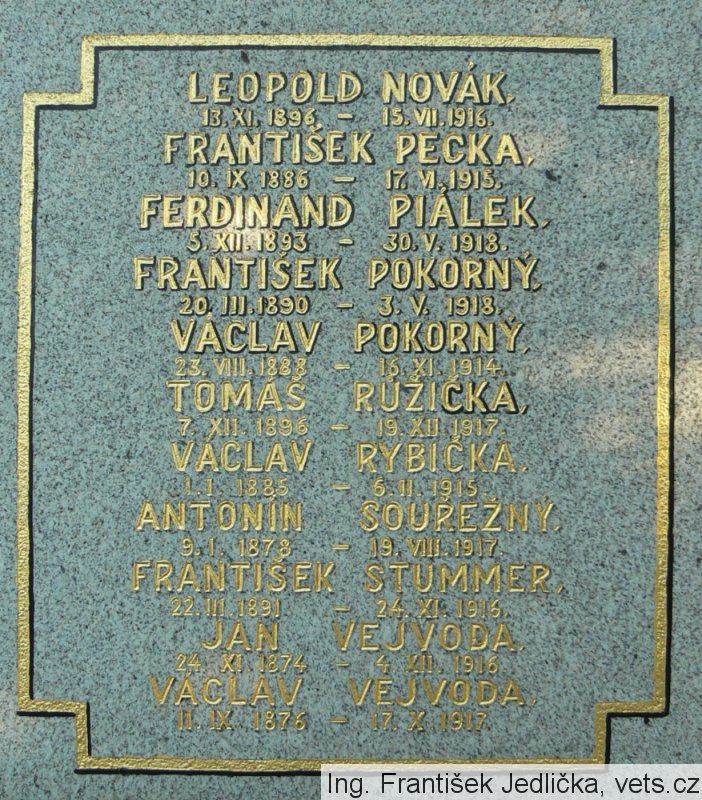 LEOPOLD NOVÁK,
13. XI. 1896. – 15. VII. 1916.
FRANTIŠEK PECKA,
10. IX 1886 – 17. VI. 1915.
FERDINAND PIÁLEK,
5. XII. 1893 – 30. V. 1918.
FRANTIŠEK POKORNÝ,
20. III. 1890 – 3. V. 1918.
VÁCLAV POKORNÝ,
23. VIII. 1888 – 16. XI. 1914.
TOMÁŠ RŮŽIČKA,
7. XII. 1896 – 19. XII 1917.
VÁCLAV RYBIČKA.
1. I. 1885 – 6. II. 1915.
ANTONÍN SOUŘEŽNÝ.
9. I. 1878 – 19. VIII. 1917.
FRANTIŠEK STUMMER,
22. III. 1891 – 24. XI. 1916.
JAN VEJVODA,
24. XI. 1874 – 4. XII. 1916
VÁCLAV VEJVODA.
11. IX. 1876 – 17. X 1917
Ing. František Jedlička, vets.cz